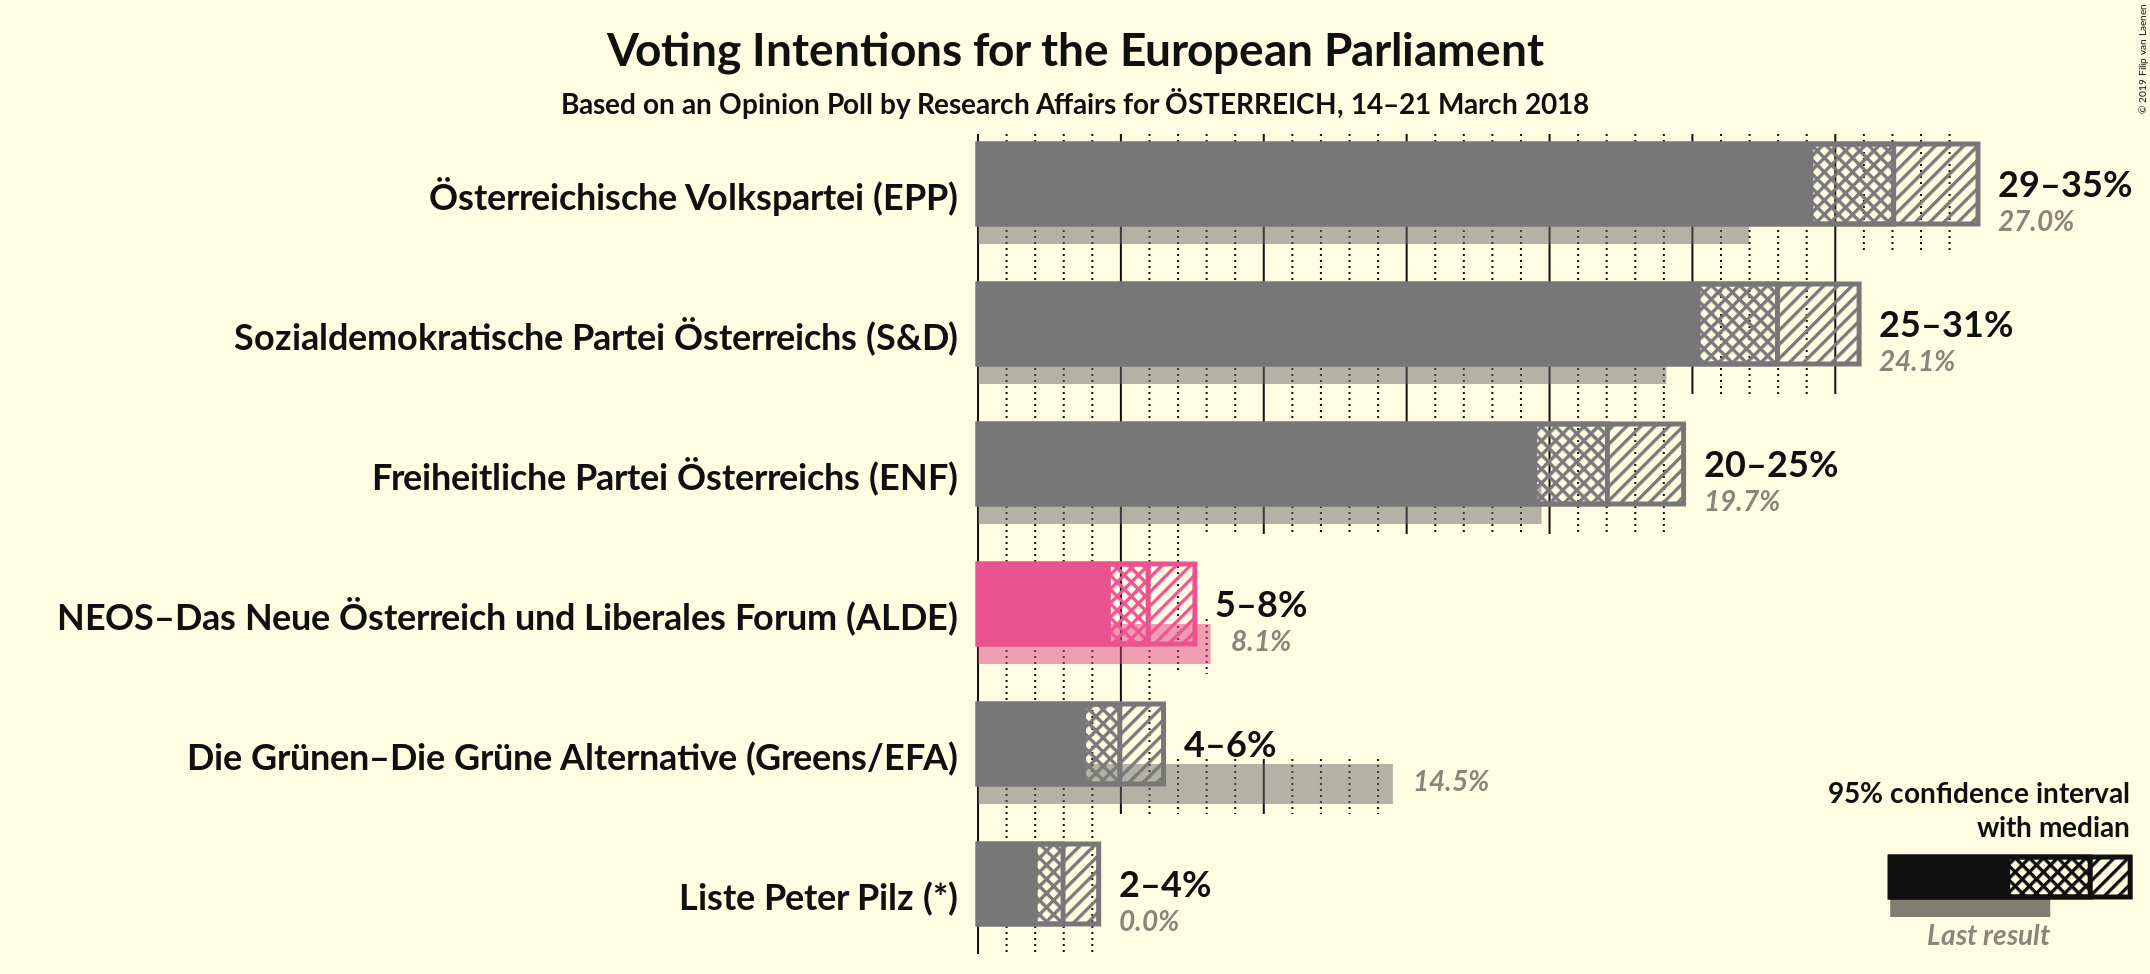 Voting Intentions for the European Parliament
Based on an Opinion Poll by Research Affairs for ÖSTERREICH, 14–21 March 2018
© 2019 Filip van Laenen
Österreichische Volkspartei (EPP)
29–35%
27.0%
Sozialdemokratische Partei Österreichs (S&D)
25–31%
24.1%
Freiheitliche Partei Österreichs (ENF)
20–25%
19.7%
NEOS–Das Neue Österreich und Liberales Forum (ALDE)
5–8%
8.1%
Die Grünen–Die Grüne Alternative (Greens/EFA)
4–6%
14.5%
Liste Peter Pilz (*)
2–4%
0.0%
95% confidence interval
with median
Last result